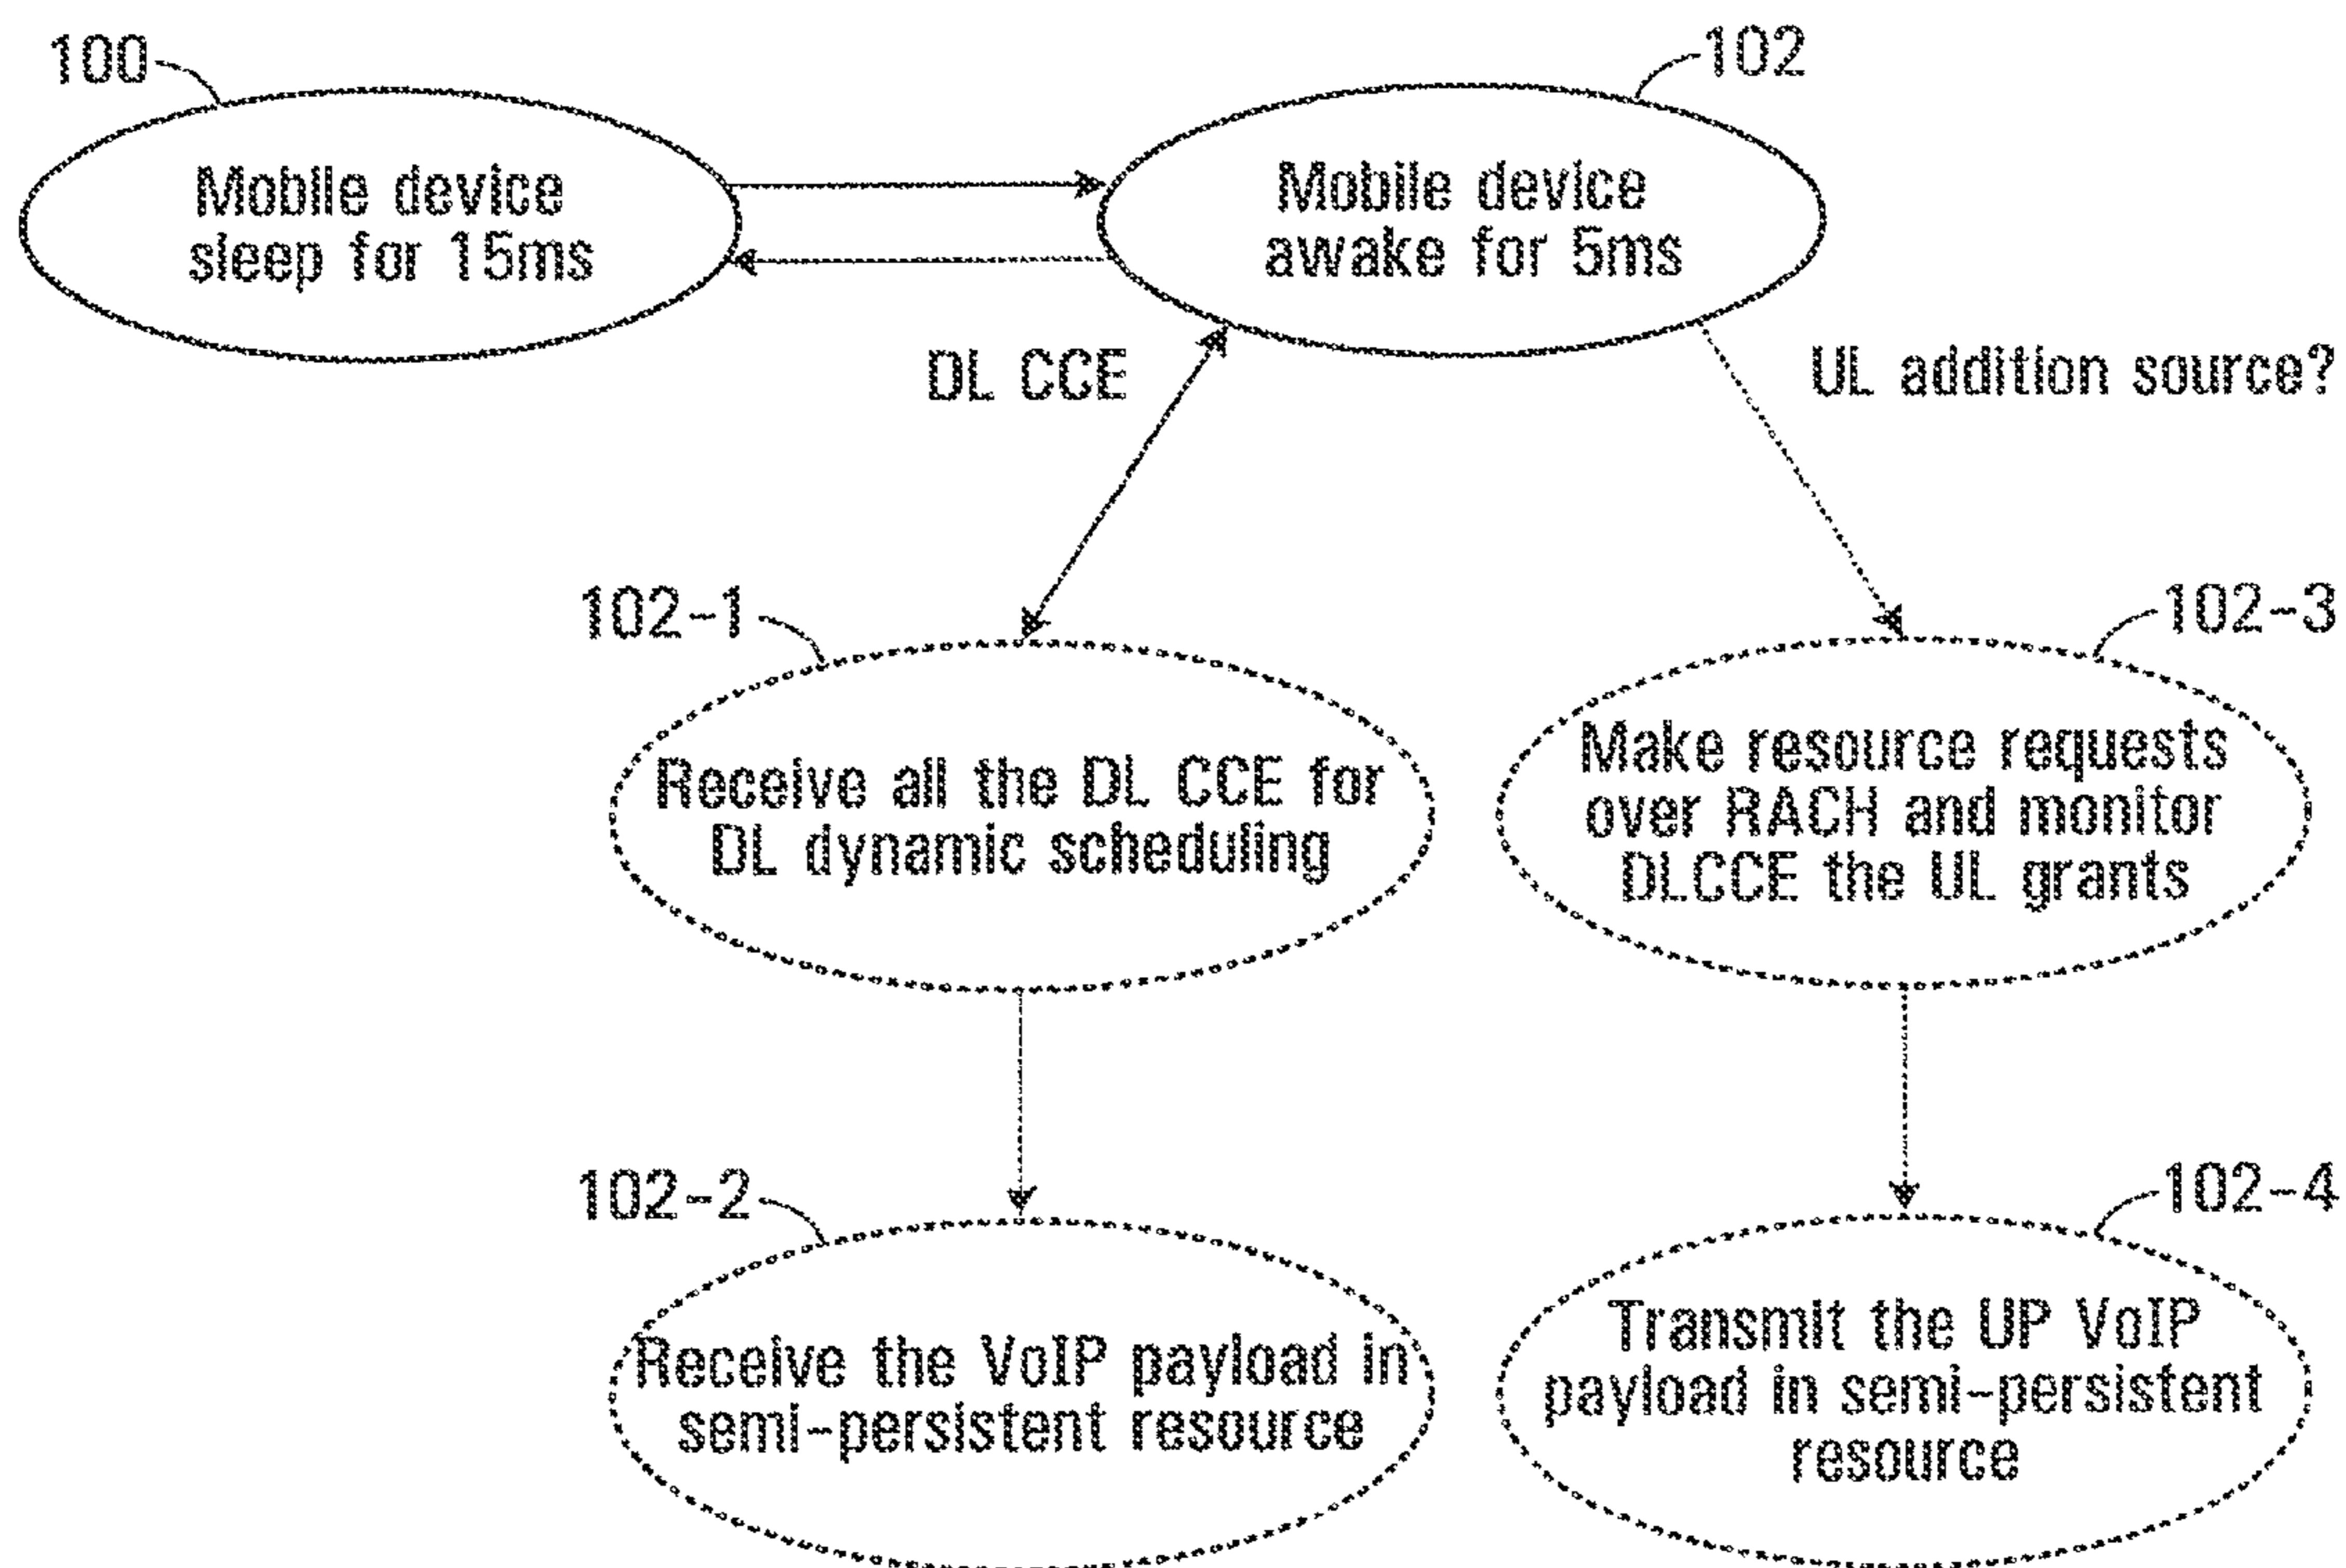 100
102
Mobile device
sleep for 15ms
Mobile device
awake for 5ms
DL CCE
UL addition source?
102-1
102-3
Receive all the DL CCE for
DL dynamic scheduling
Make resource requests
over RACH and monitor
DLCCE the UL grants
102-2
102-4
Receive the VoIP payload in
semi-persistent resource
Transmit the UP VoIP
payload in semi-persistent
resource